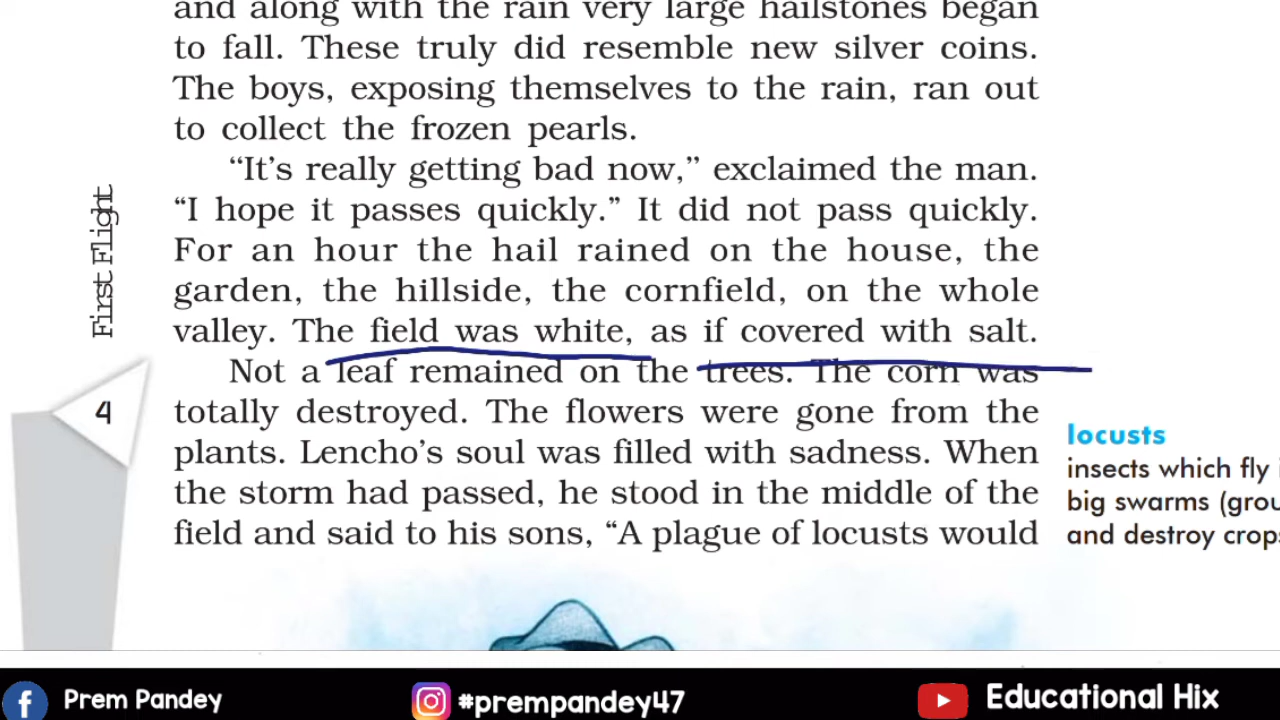 and along with the rain very large hailstones began
to fall. These truly did resemble new silver coins.
The boys, exposing themselves to the rain, ran out
to collect the frozen pearls.
“It’s really getting bad now,” exclaimed the man.
“I hope it passes quickly.” It did not pass quickly.
For an hour the hail rained on the house, the
garden, the hillside, the cornfield, on the whole
valley. The field was white, as if covered with salt.
Not a leaf remained on the trees. The corn was
totally destroyed. The flowers were gone from the
plants. Lencho’s soul was filled with sadness. When
the storm had passed, he stood in the middle of the
field and said to his sons, “A plague of locusts would
First Flight
4
locusts
insects which fly i
big swarms (grou
and destroy crops
Prem Pandey
#prempandey47
Educational Hix